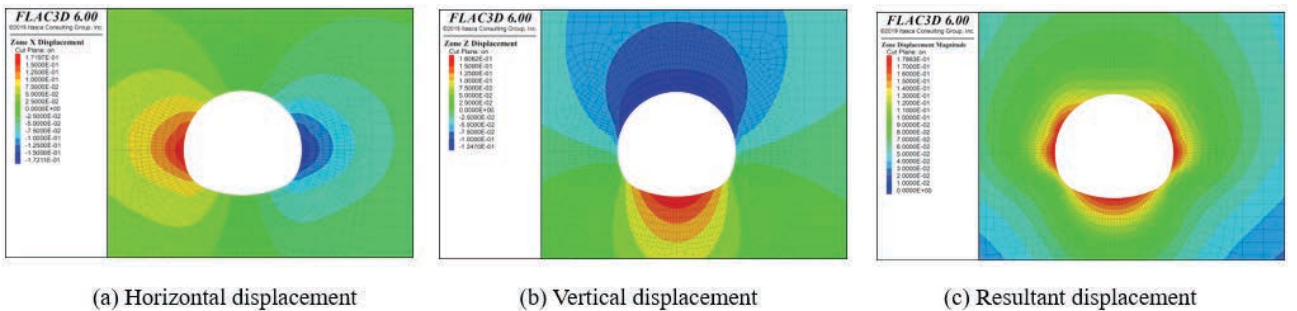 FLAC3D 6.00
©2019 Itasca Consulting Group, Inc.
Zone X Displacement
Cut Plane: on
1.7197E-01
1.5000E-01
1.2500E-01
1.0000E-01
7.5000E-02
5.0000E-02
2.5000E-02
0.0000E+00
-2.5000E-02
-5.0000E-02
-7.5000E-02
-1.0000E-01
-1.2500E-01
-1.5000E-01
-1.7211E-01
FLAC3D 6.00
©2019 Itasca Consulting Group, Inc.
Zone Z Displacement
Cut Plane: on
1.5000E-01
1.2500E-01
1.0000E-01
7.5000E-02
5.0000E-02
2.5000E-02
0.0000E+00
-2.5000E-02
-5.0000E-02
-7.5000E-02
-1.0000E-01
-1.2410E-01
FLAC3D 6.00
©2019 Itasca Consulting Group, Inc.
Zone Displacement Magnitude
Cut Plane: on
1.7883E-01
1.7000E-01
1.6000E-01
1.5000E-01
1.4000E-01
1.3000E-01
1.2000E-01
1.1000E-01
1.0000E-01
9.0000E-02
8.0000E-02
7.0000E-02
6.0000E-02
5.0000E-02
4.0000E-02
3.0000E-02
2.0000E-02
1.0000E-02
0.0000E+00
(a) Horizontal displacement
(b) Vertical displacement
(c) Resultant displacement